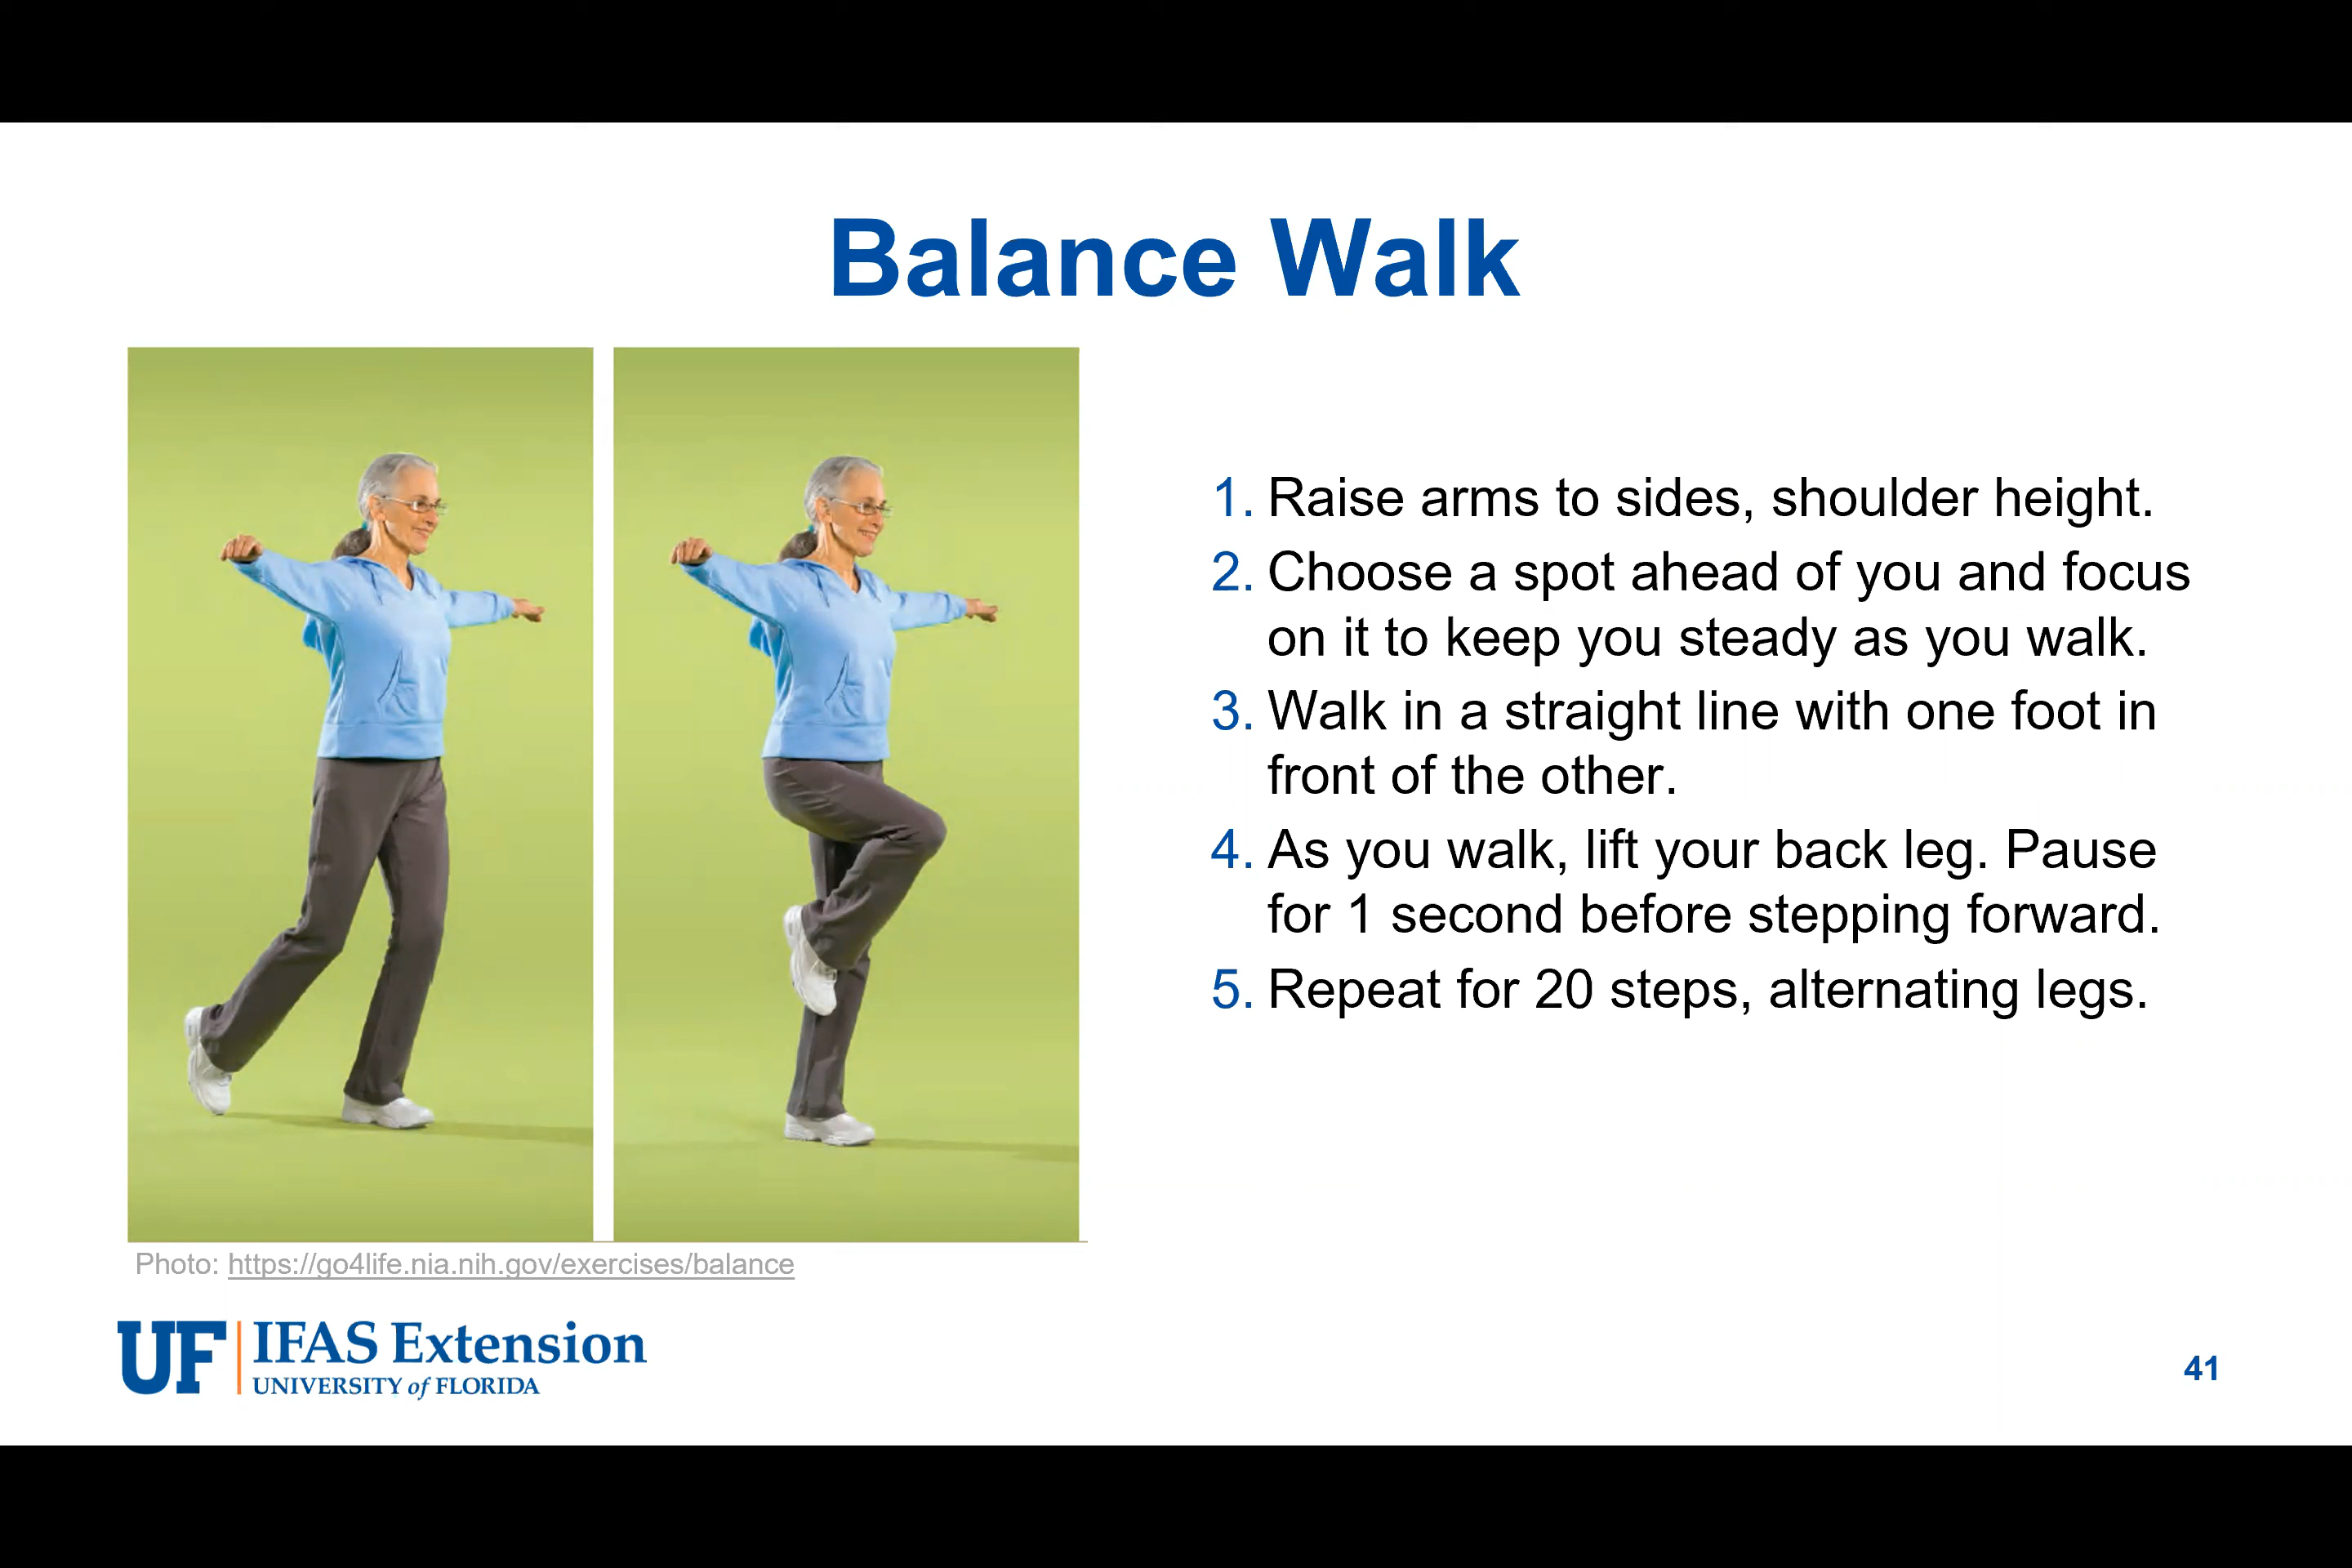 Balance Walk
1. Raise arms to sides, shoulder height.
2. Choose a spot ahead of you and focus
on it to keep you steady as you walk.
3. Walk in a straight line with one foot in
front of the other.
4. As you walk, lift your back leg. Pause
for 1 second before stepping forward.
5. Repeat for 20 steps, alternating legs.
Photo: https://go4life.nia.nih.gov/exercises/balance
UF IFAS Extension
UNIVERSITY of FLORIDA
41